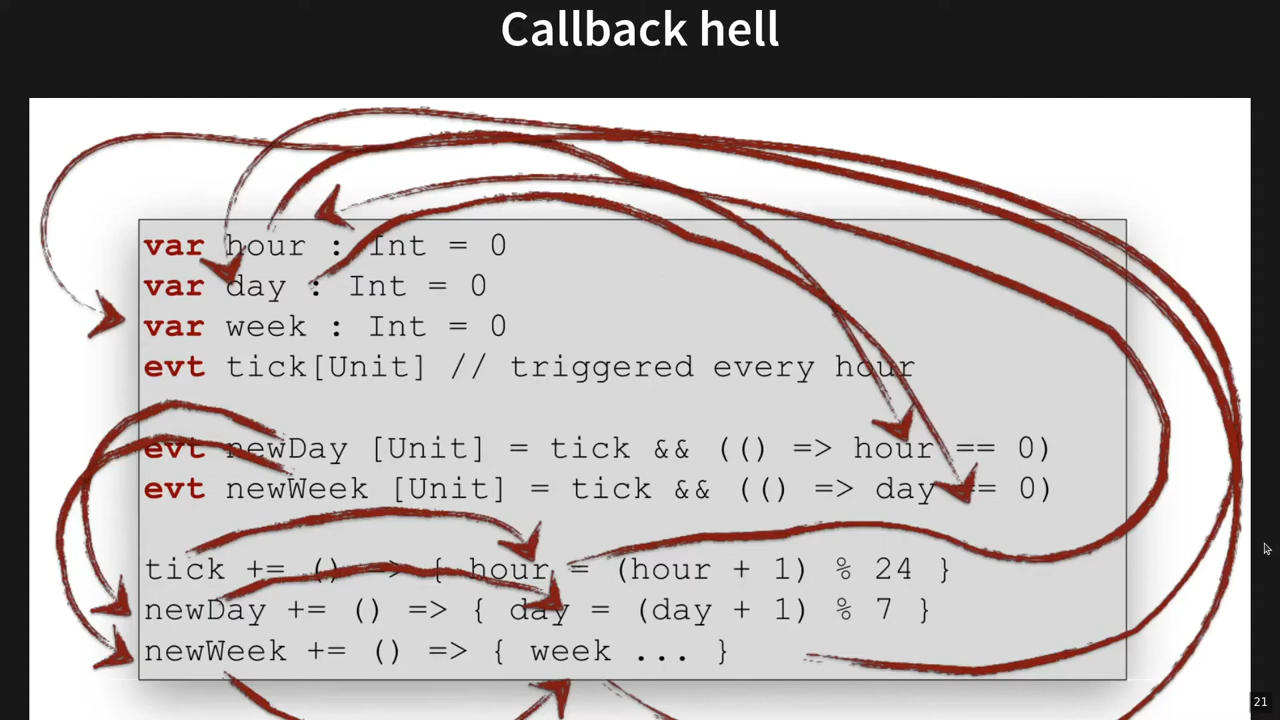 Callback hell
var hour : Int = 0
var day : Int = 0
var week : Int = 0
evt tick[Unit] // triggered every hour
evt newDay [Unit] = tick && (() => hour == 0)
evt newWeek [Unit] = tick && (() => day == 0)
tick += () => { hour = (hour + 1) % 24 }
newDay += () => { day = (day + 1) % 7 }
newWeek += () => { week ... }
21